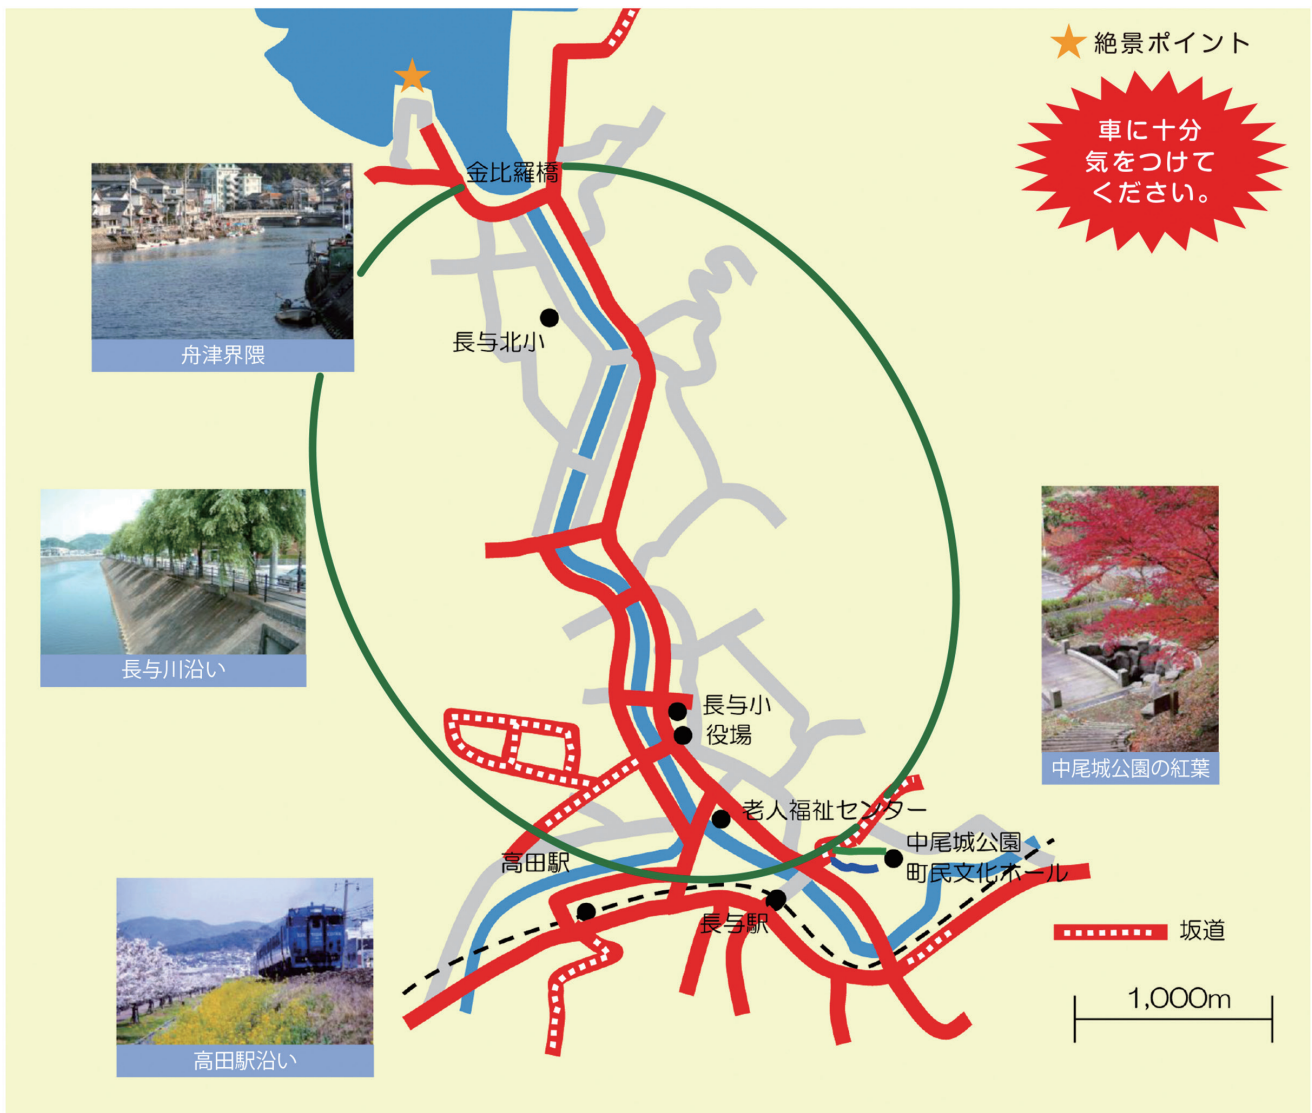 絶景ポイント
車に十分
気をつけて
ください。
金比羅橋
舟津界隈
長与北小
長与川沿い
長与小
役場
中尾城公園の紅葉
老人福祉センター
中尾城公園
町民文化ホール
高田駅
長与駅
坂道
1,000m
高田駅沿い